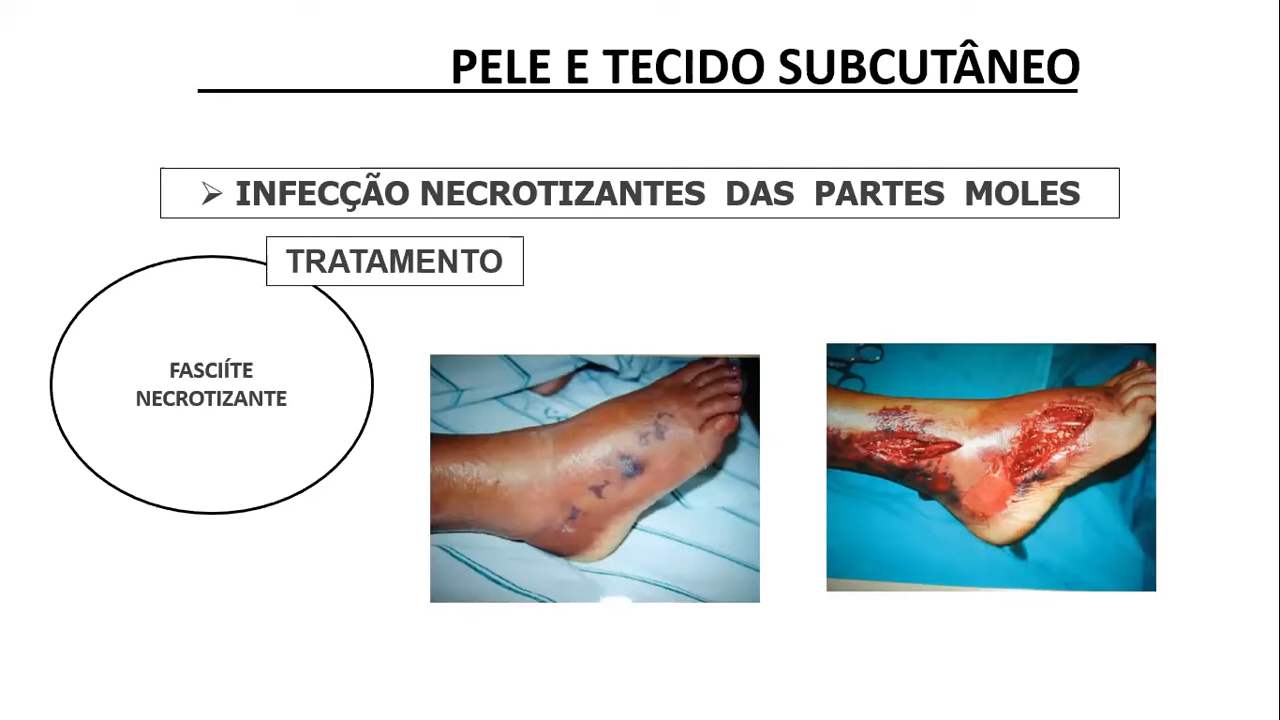 PELE E TECIDO SUBCUTÂNEO
➢ INFECÇÃO NECROTIZANTES DAS PARTES MOLES
TRATAMENTO
FASCIÍTE
NECROTIZANTE